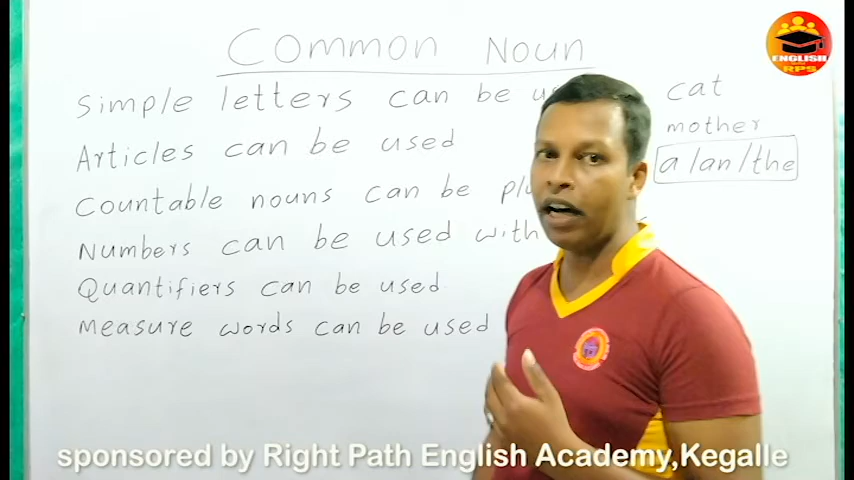 Common Noun
Simple letters can be cat
mother
Articles can be used a/an/the
Countable nouns can be
Numbers can be used with
Quantifiers can be used
Measure words can be used
ENGLISH
RPS
sponsored by Right Path English Academy,Kegalle